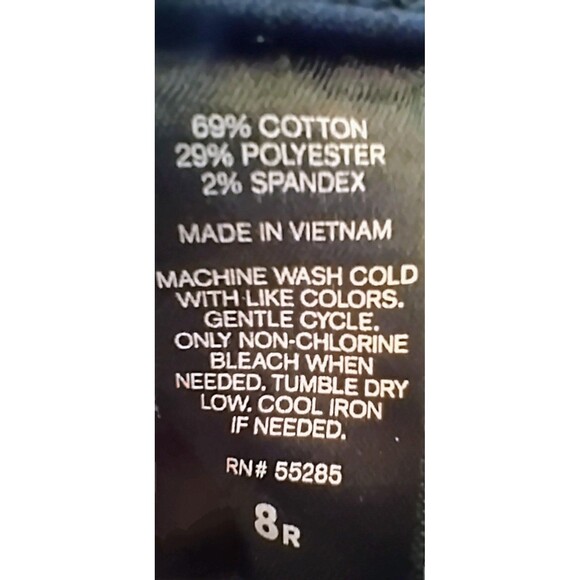 69% COTTON
29% POLYESTER
2% SPANDEX
MADE IN VIETNAM
MACHINE WASH COLD
WITH LIKE COLORS.
GENTLE CYCLE.
ONLY NON-CHLORINE
BLEACH WHEN
NEEDED. TUMBLE DRY
LOW. COOL IRON
IF NEEDED.
RN# 55285
8R